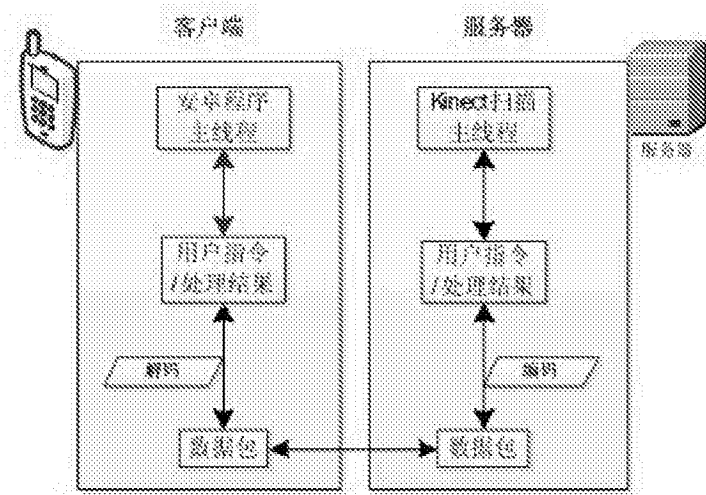 客户端
服务器
安卓程序
主线程
Kinect扫描
主线程
服务器
用户指令
/处理结果
用户指令
/处理结果
解码
编码
数据包
数据包